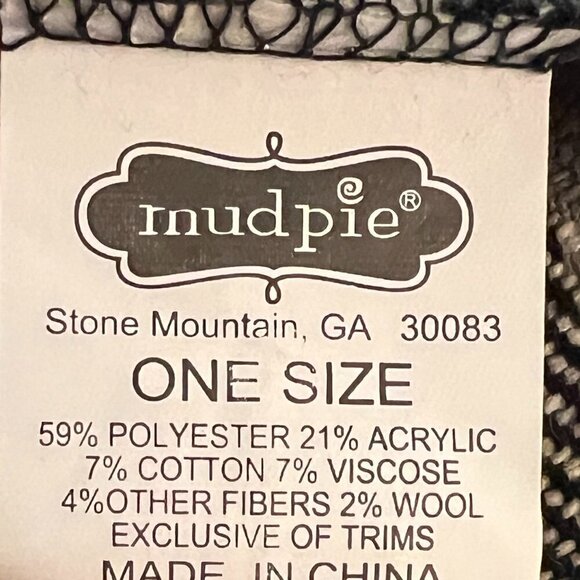 mudpie®
Stone Mountain, GA 30083
ONE SIZE
59% POLYESTER 21% ACRYLIC
7% COTTON 7% VISCOSE
4%OTHER FIBERS 2% WOOL
EXCLUSIVE OF TRIMS
MADE IN CHINA